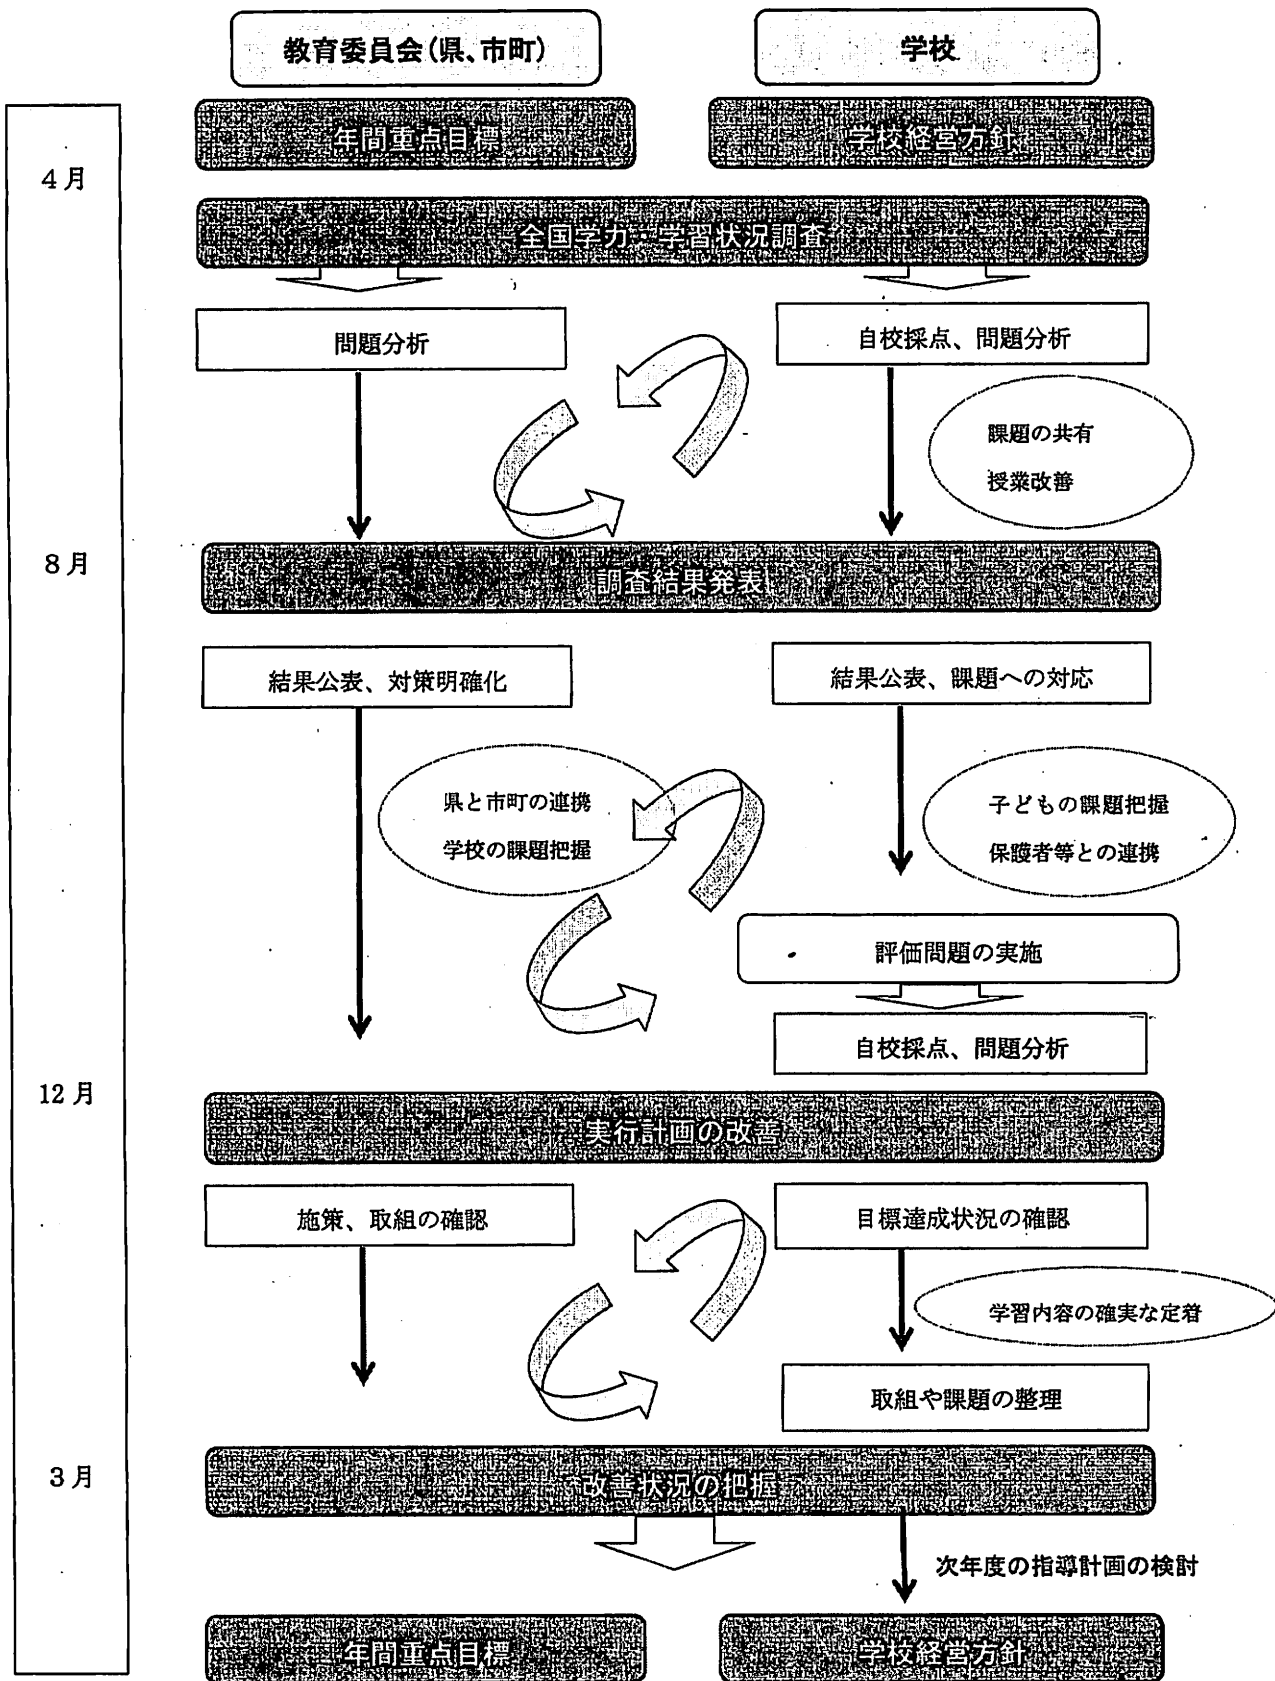 教育委員会(県、市町)
学校
年間重点目標
学校経営方針
4月
全国学力・学習状況調査
問題分析
自校採点、問題分析
課題の共有
授業改善
8月
調査結果発表
結果公表、対策明確化
結果公表、課題への対応
県と市町の連携
学校の課題把握
子どもの課題把握
保護者等との連携
評価問題の実施
自校採点、問題分析
12月
実行計画の改善
施策、取組の確認
目標達成状況の確認
学習内容の確実な定着
取組や課題の整理
3月
改善状況の把握
次年度の指導計画の検討
年間重点目標
学校経営方針